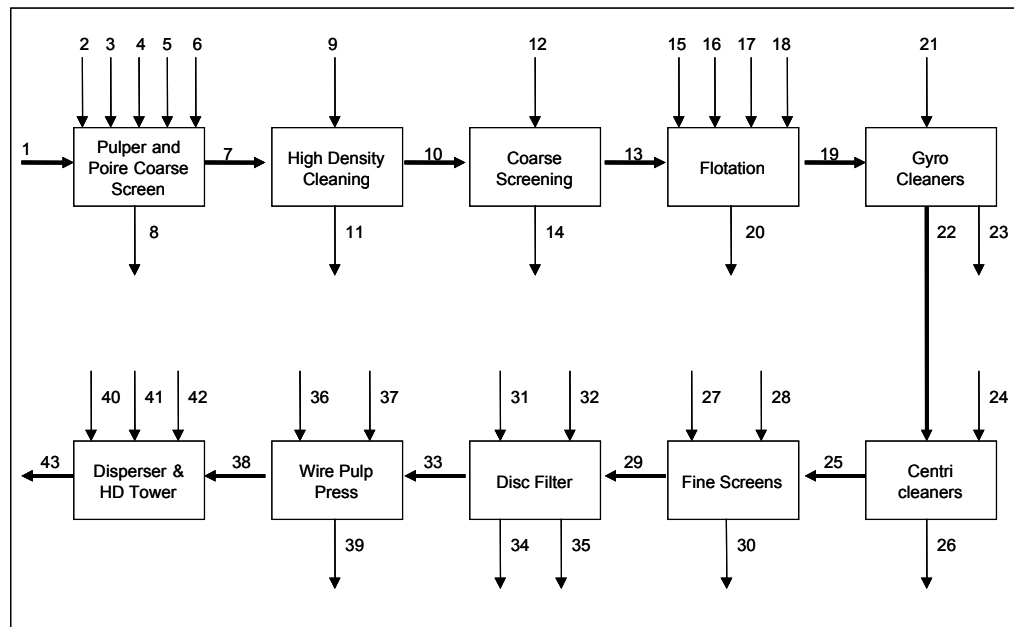 2 3 4 5 6 9 12 15 16 17 18 21
1 Pulper and
Poire Coarse
Screen
7 High Density
Cleaning
10 Coarse
Screening
13 Flotation 19 Gyro
Cleaners
8 11 14 20 22 23
40 41 42 36 37 31 32 27 28 24
43 Disperser &
HD Tower
38 Wire Pulp
Press
33 Disc Filter 29 Fine Screens 25 Centri
cleaners
39 34 35 30 26